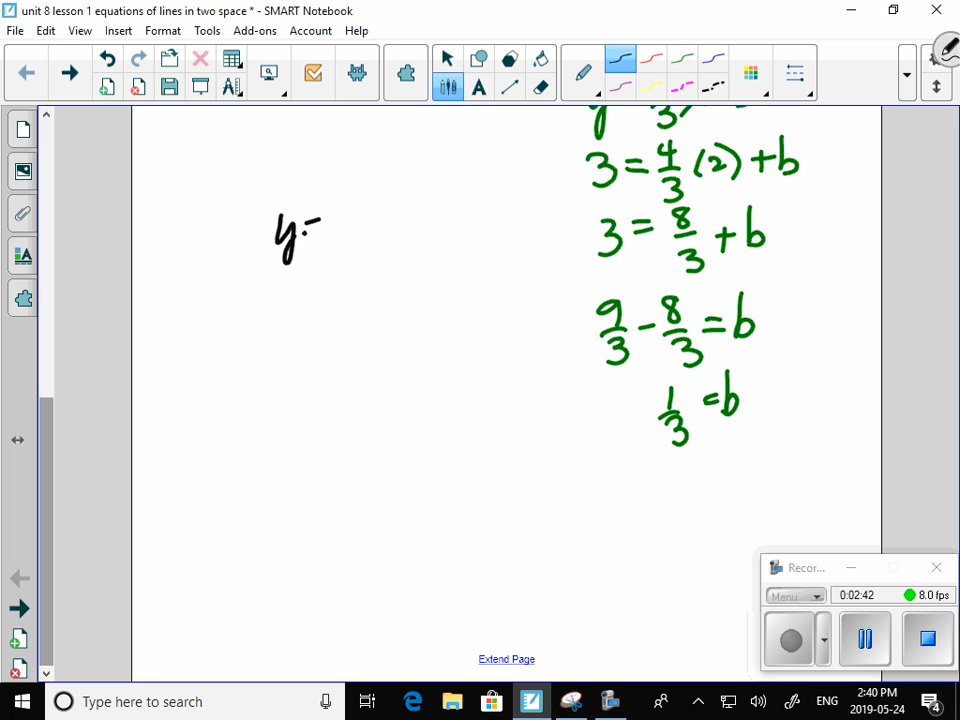 unit 8 lesson 1 equations of lines in two space * - SMART Notebook
File Edit View Insert Format Tools Add-ons Account Help
3 = 4/3 (2) + b
y=
3 = 8/3 + b
9/3 - 8/3 = b
1/3 = b
Recor...
Menu 0:02:42 8.0 fps
Extend Page
Type here to search
ENG
2:40 PM
2019-05-24
4